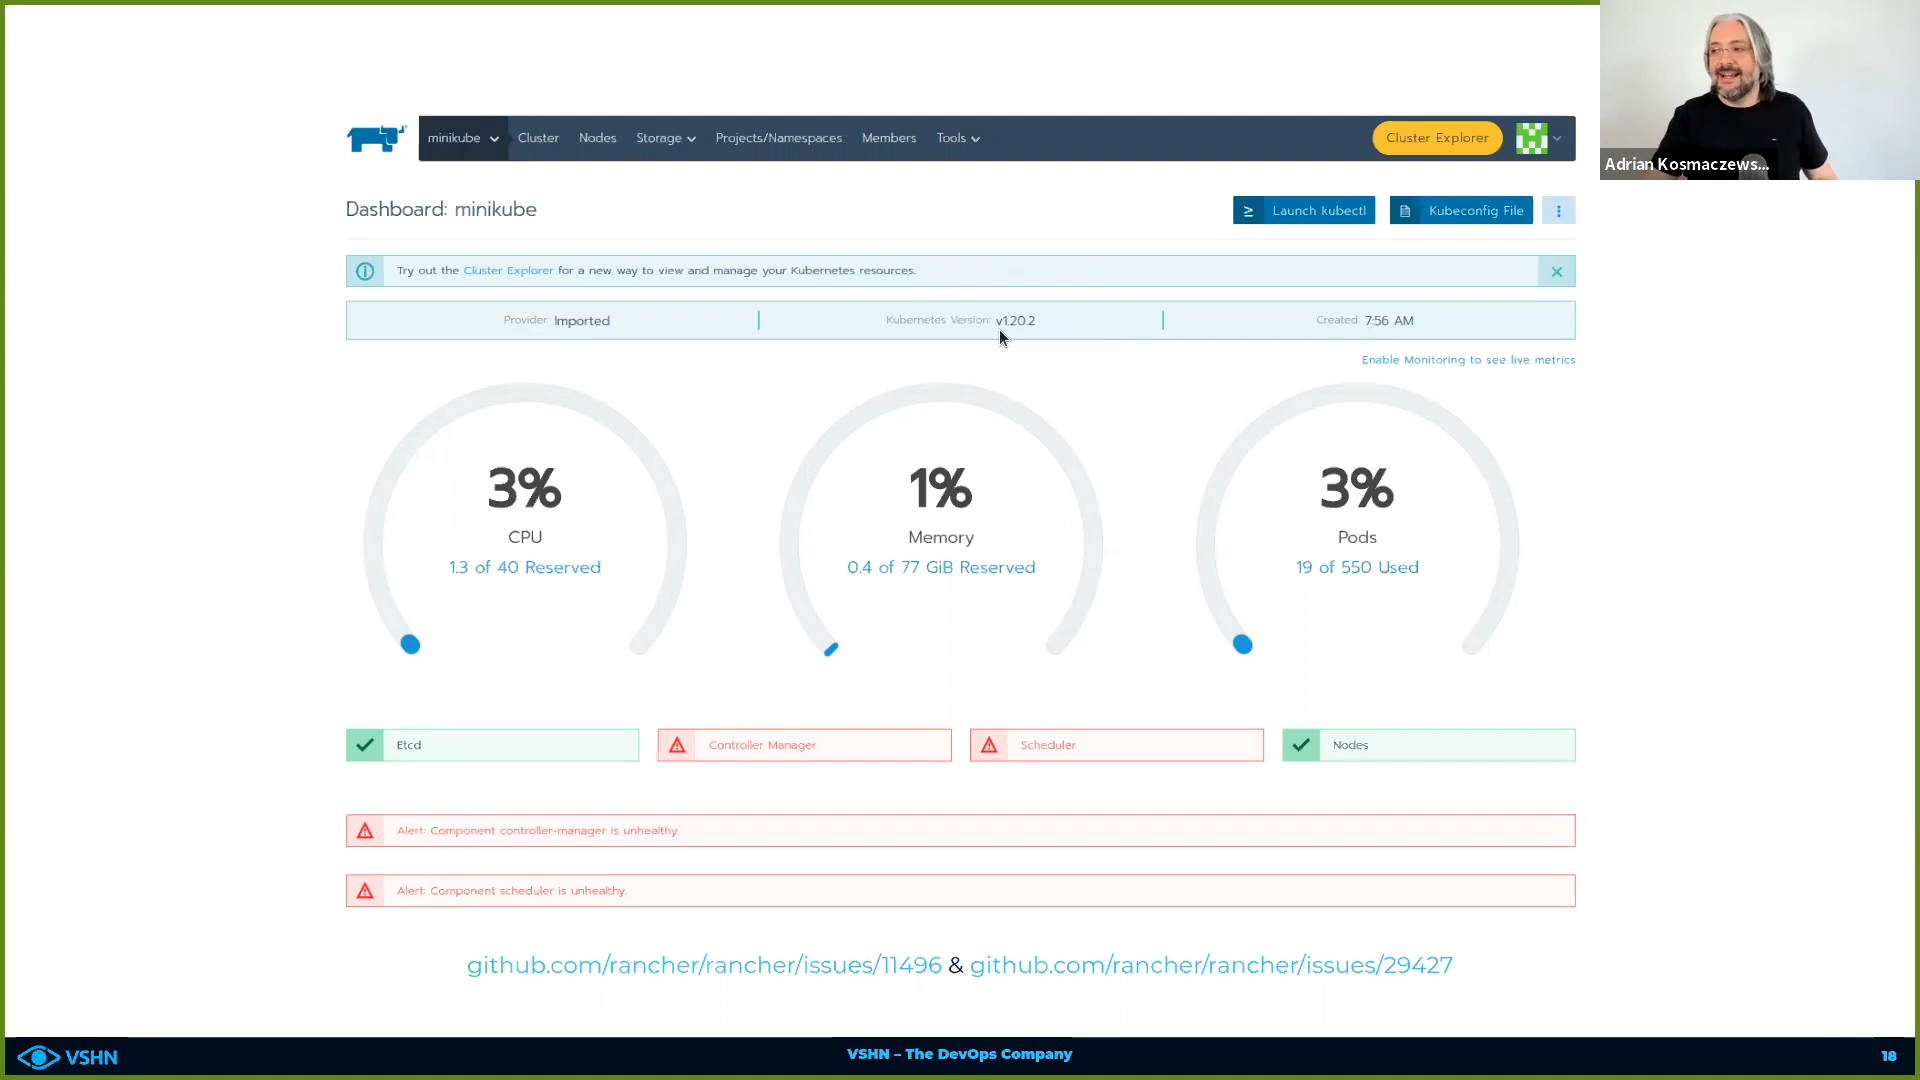 minikube Cluster Nodes Storage Projects/Namespaces Members Tools Cluster Explorer
Adrian Kosmaczews...
Dashboard: minikube
Launch kubectl
Kubeconfig File
Try out the Cluster Explorer for a new way to view and manage your Kubernetes resources.
Provider: Imported
Kubernetes Version: v1.20.2
Created: 7:56 AM
Enable Monitoring to see live metrics
3%
CPU
1.3 of 40 Reserved
1%
Memory
0.4 of 77 GiB Reserved
3%
Pods
19 of 550 Used
Etcd
Controller Manager
Scheduler
Nodes
Alert: Component controller-manager is unhealthy
Alert: Component scheduler is unhealthy.
github.com/rancher/rancher/issues/11496 & github.com/rancher/rancher/issues/29427
VSHN
VSHN – The DevOps Company
18